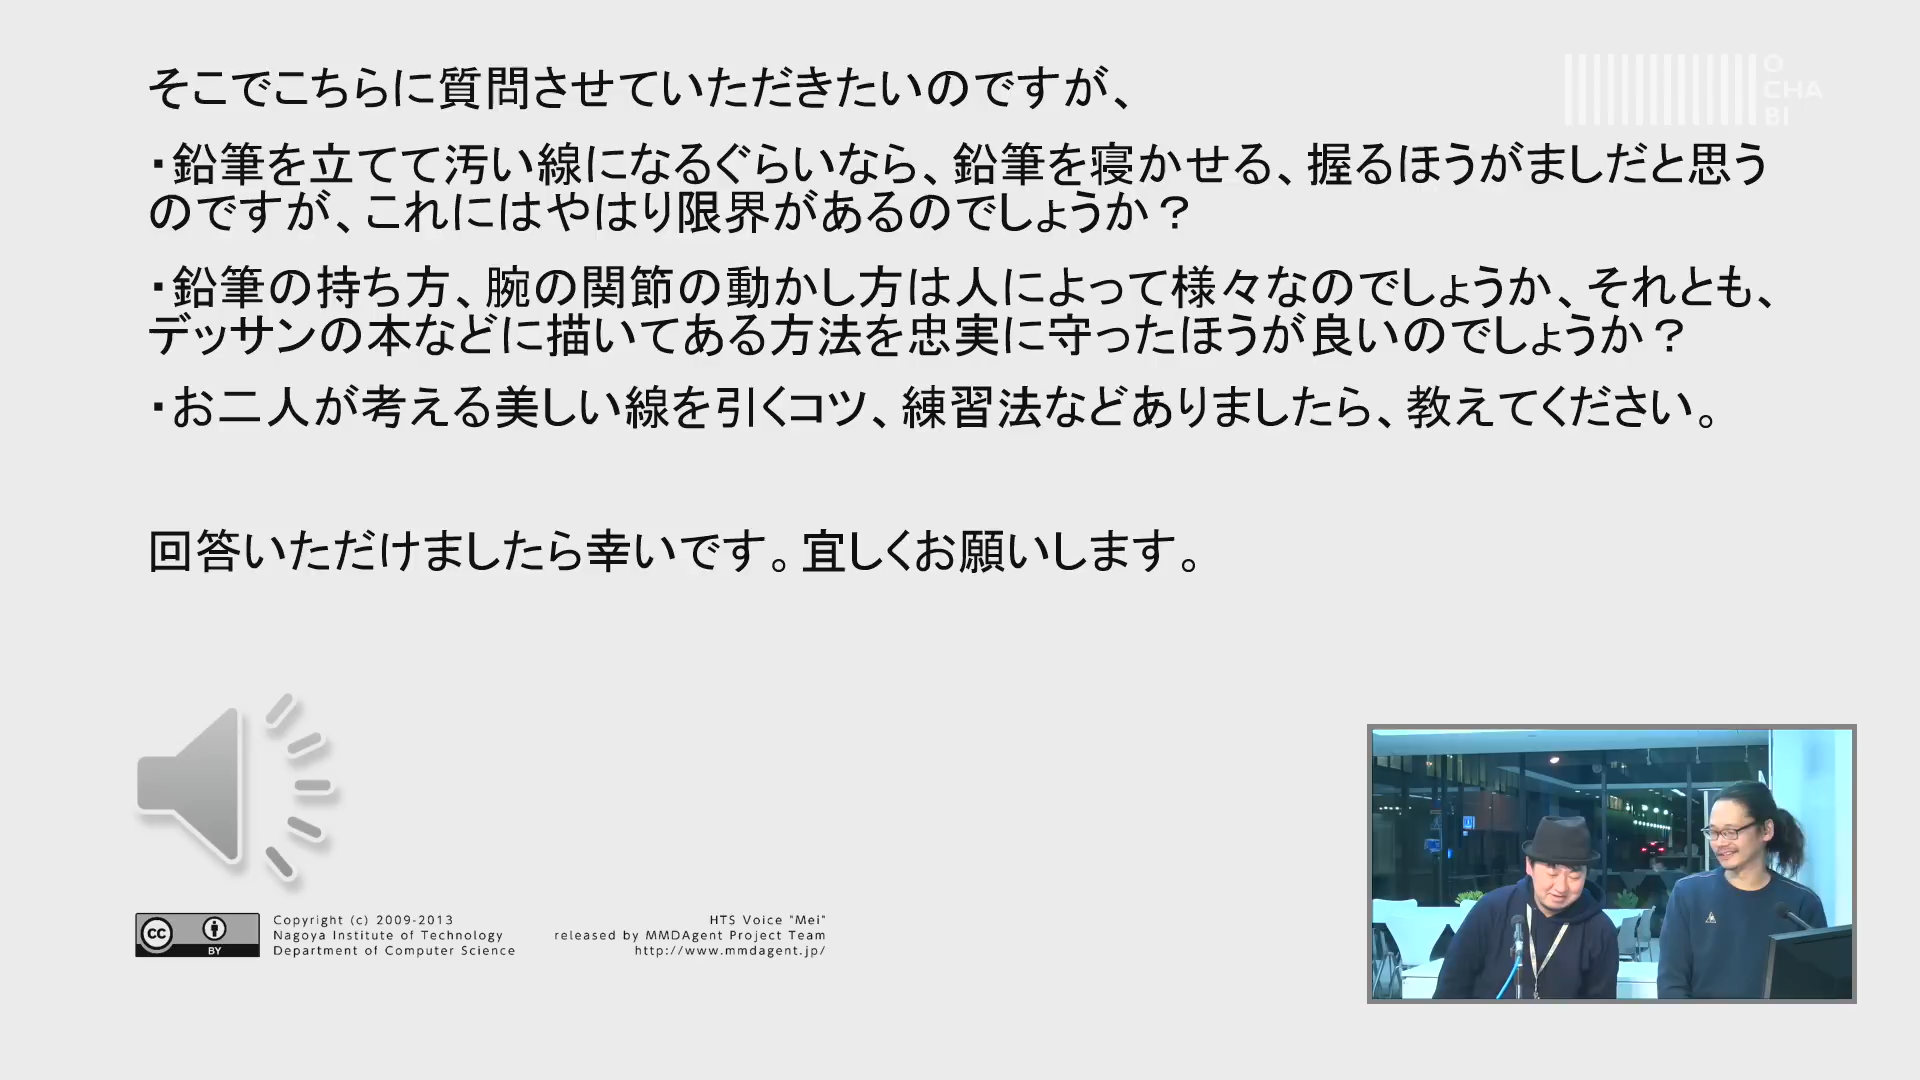 そこでこちらに質問させていただきたいのですが、
・鉛筆を立てて汚い線になるぐらいなら、鉛筆を寝かせる、握るほうがましだと思う
のですが、これにはやはり限界があるのでしょうか？
・鉛筆の持ち方、腕の関節の動かし方は人によって様々なのでしょうか、それとも、
デッサンの本などに描いてある方法を忠実に守ったほうが良いのでしょうか？
・お二人が考える美しい線を引くコツ、練習法などありましたら、教えてください。
回答いただけましたら幸いです。宜しくお願いします。
O
CHA
BI
cc
BY
Copyright (c) 2009-2013
Nagoya Institute of Technology
Department of Computer Science
HTS Voice "Mei"
released by MMDAgent Project Team
http://www.mmdagent.jp/